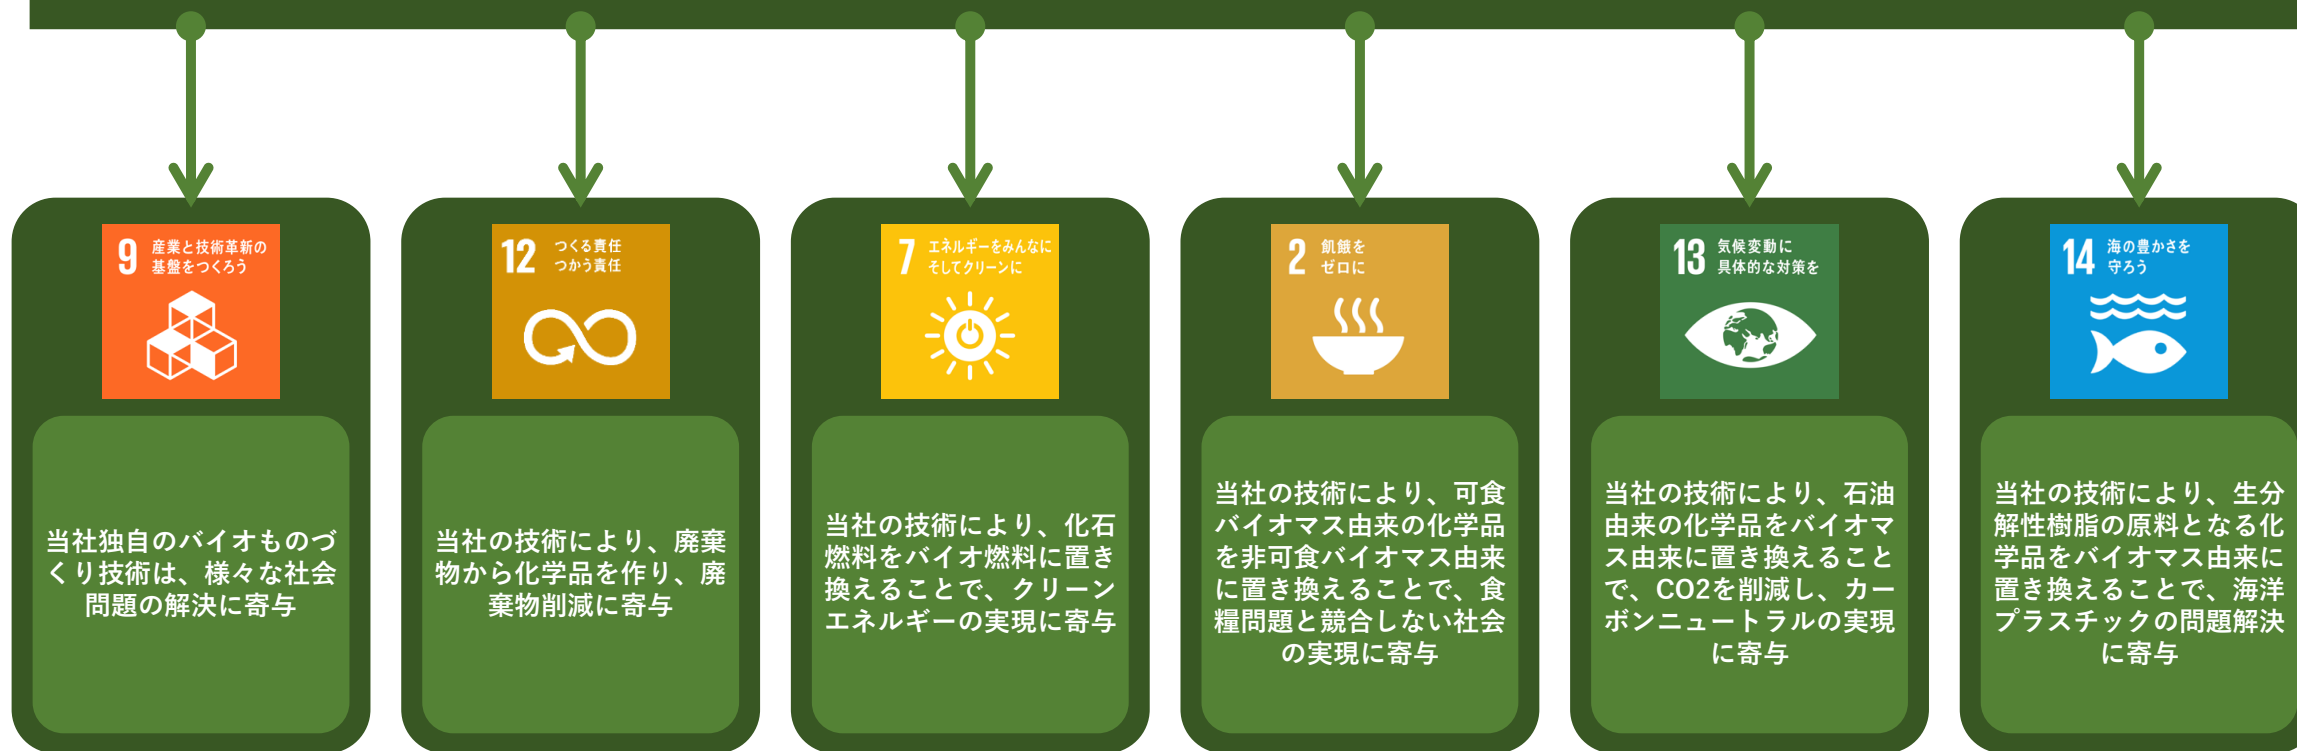 9 産業と技術革新の
基盤をつくろう
当社独自のバイオものづ
くり技術は、様々な社会
問題の解決に寄与
12 つくる責任
つかう責任
当社の技術により、廃棄
物から化学品を作り、廃
棄物削減に寄与
7 エネルギーをみんなに
そしてクリーンに
当社の技術により、化石
燃料をバイオ燃料に置き
換えることで、クリーン
エネルギーの実現に寄与
2 飢餓を
ゼロに
当社の技術により、可食
バイオマス由来の化学品
を非可食バイオマス由来
に置き換えることで、食
糧問題と競合しない社会
の実現に寄与
13 気候変動に
具体的な対策を
当社の技術により、石油
由来の化学品をバイオマ
ス由来に置き換えること
で、CO2を削減し、カー
ボンニュートラルの実現
に寄与
14 海の豊かさを
守ろう
当社の技術により、生分
解性樹脂の原料となる化
学品をバイオマス由来に
置き換えることで、海洋
プラスチックの問題解決
に寄与